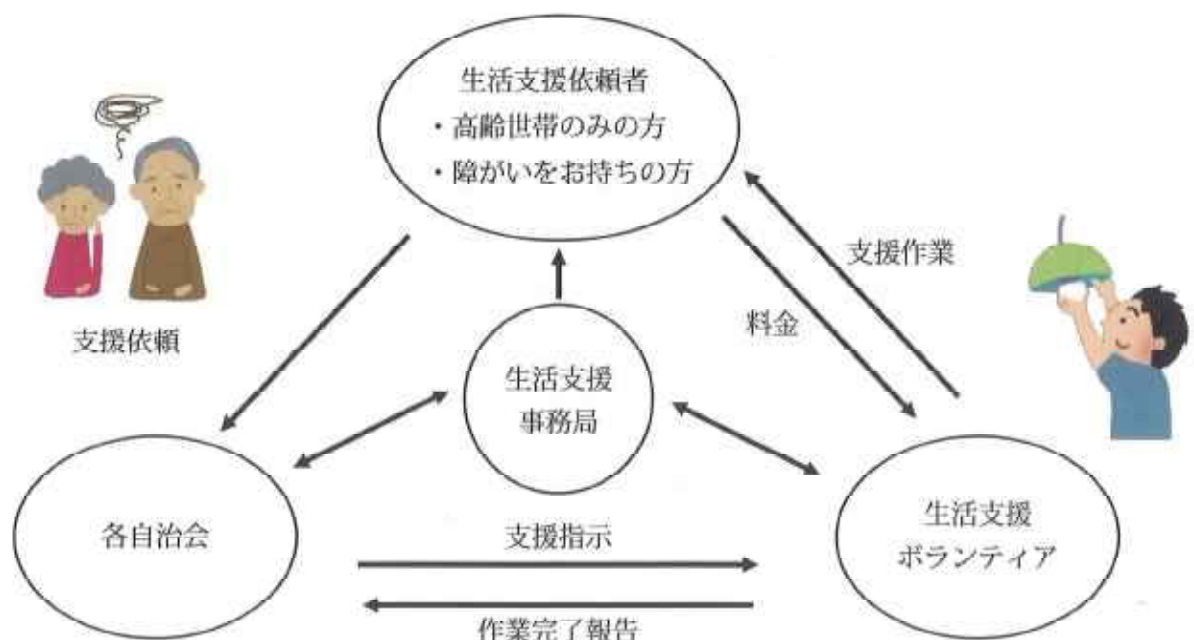 生活支援依頼者
・高齢世帯のみの方
・障がいをお持ちの方
支援作業
料金
支援依頼
生活支援
事務局
各自治会
支援指示
作業完了報告
生活支援
ボランティア